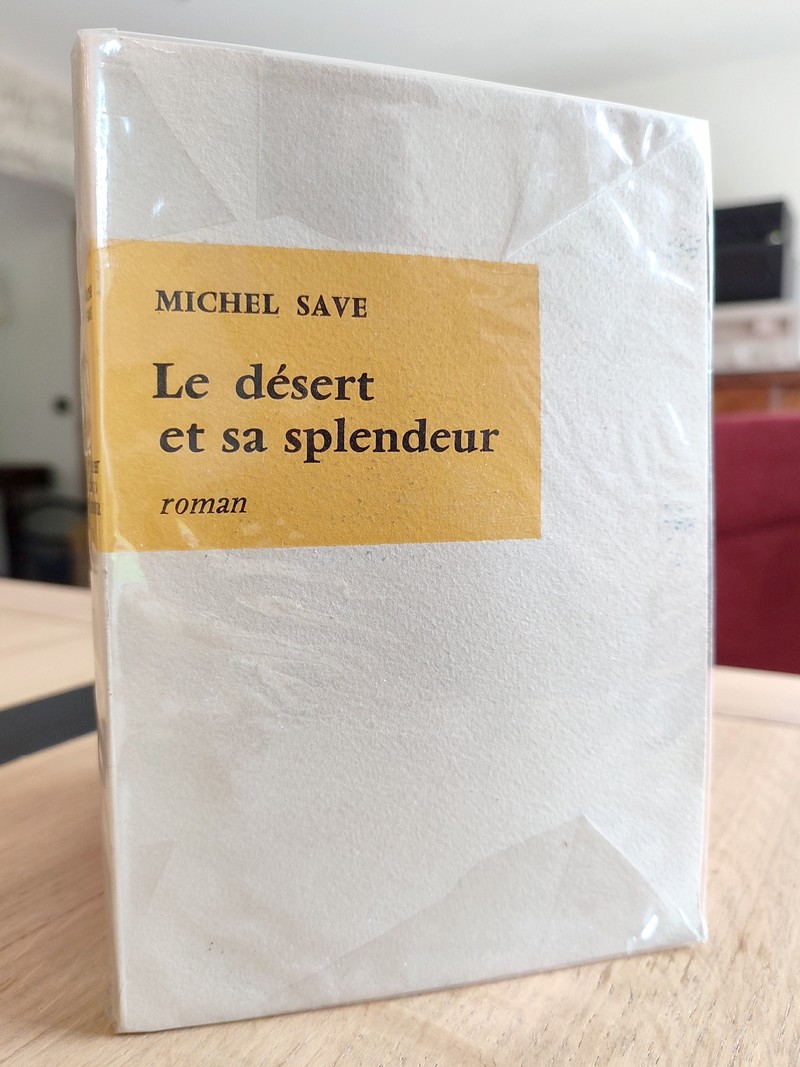 MICHEL SAVE
Le désert
et sa splendeur
roman